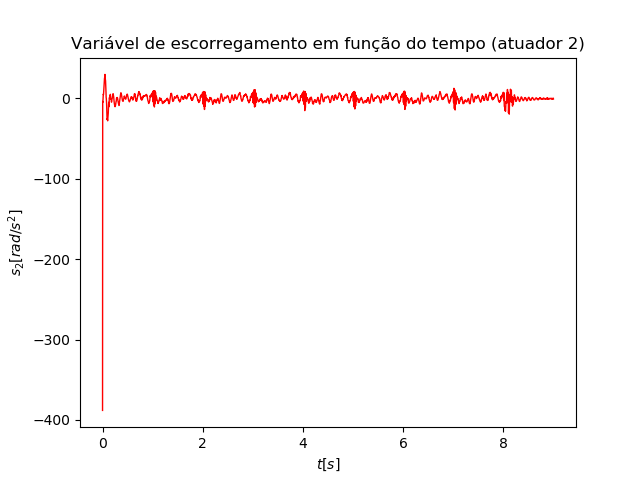 Variável de escorregamento em função do tempo (atuador 2)
0
−100
−200
−300
−400
s₂[rad/s²]
0 2 4 6 8
t[s]